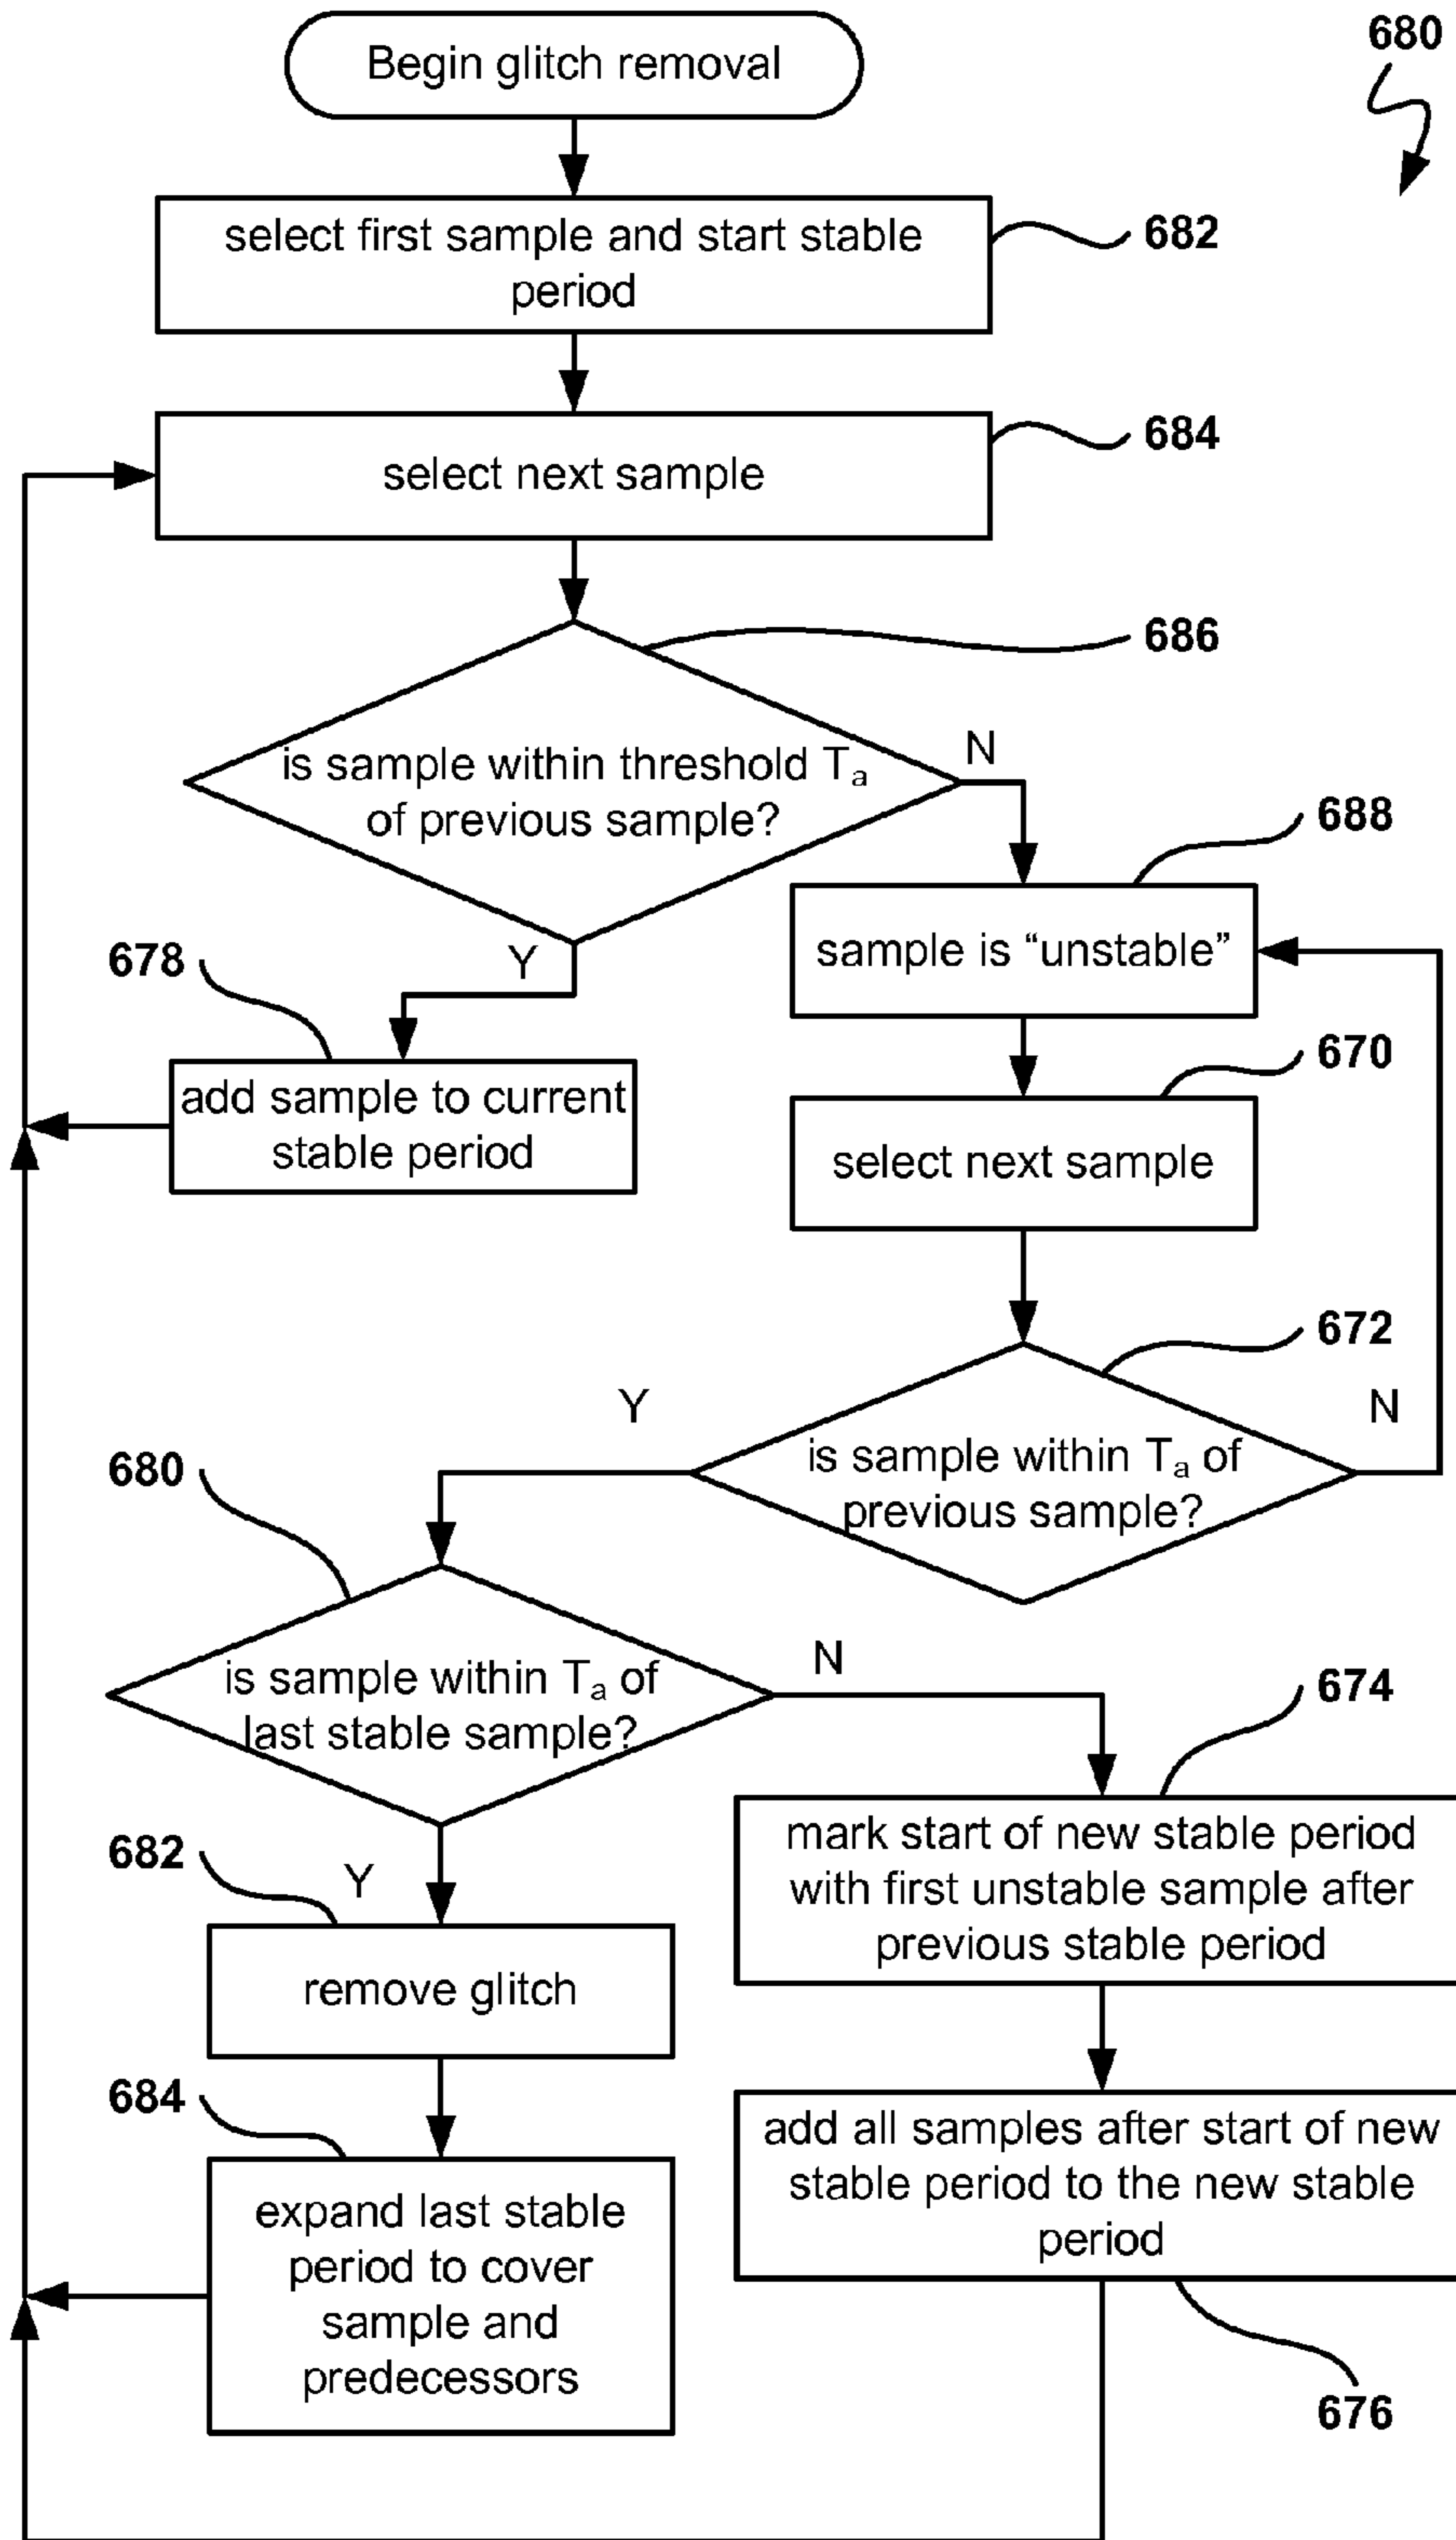 Begin glitch removal
680
select first sample and start stable
period
682
select next sample
684
686
is sample within threshold Ta
of previous sample?
N
Y
688
sample is “unstable”
678
add sample to current
stable period
670
select next sample
672
is sample within Ta of
previous sample?
Y
N
680
is sample within Ta of
last stable sample?
N
Y
674
mark start of new stable period
with first unstable sample after
previous stable period
682
remove glitch
684
expand last stable
period to cover
sample and
predecessors
add all samples after start of new
stable period to the new stable
period
676